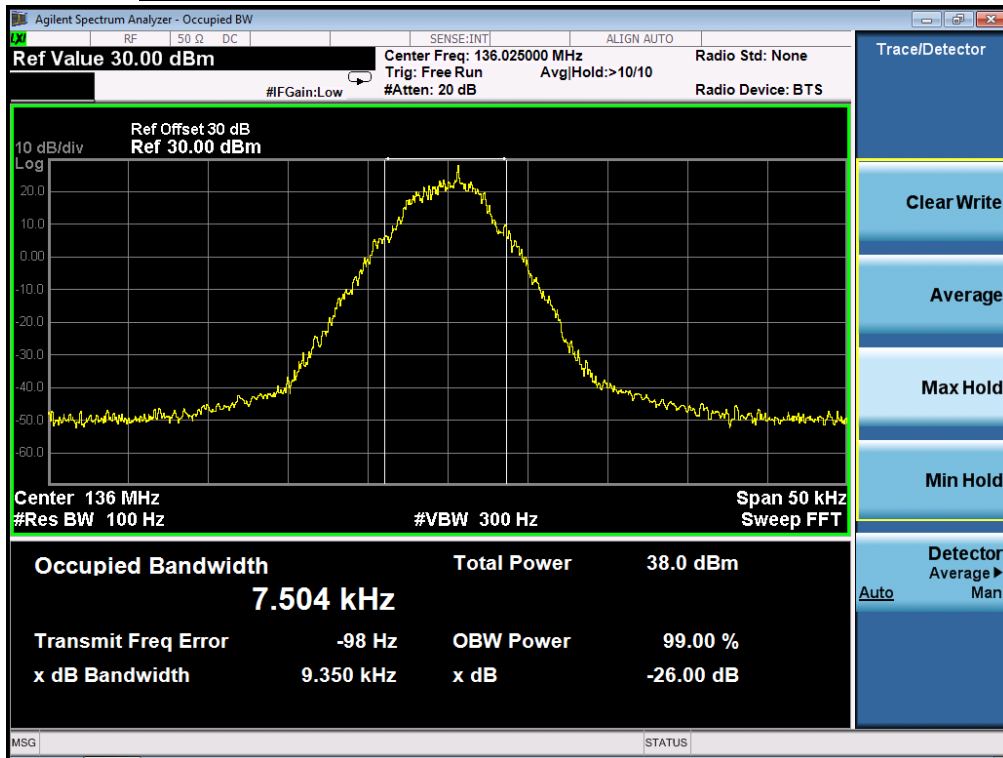 Agilent Spectrum Analyzer - Occupied BW
LXI RF 50 Ω DC SENSE:INT ALIGN AUTO
Ref Value 30.00 dBm
Center Freq: 136.025000 MHz
Radio Std: None
Trig: Free Run Avg|Hold:>10/10
#IFGain:Low
#Atten: 20 dB
Radio Device: BTS
Ref Offset 30 dB
10 dB/div Ref 30.00 dBm
Log
20.0
10.0
0.00
-10.0
-20.0
-30.0
-40.0
-50.0
-60.0
Center 136 MHz Span 50 kHz
#Res BW 100 Hz #VBW 300 Hz Sweep FFT
Occupied Bandwidth Total Power 38.0 dBm
7.504 kHz
Transmit Freq Error -98 Hz OBW Power 99.00 %
x dB Bandwidth 9.350 kHz x dB -26.00 dB
MSG STATUS
Trace/Detector
Clear Write
Average
Max Hold
Min Hold
Detector
Average ▶
Auto Man